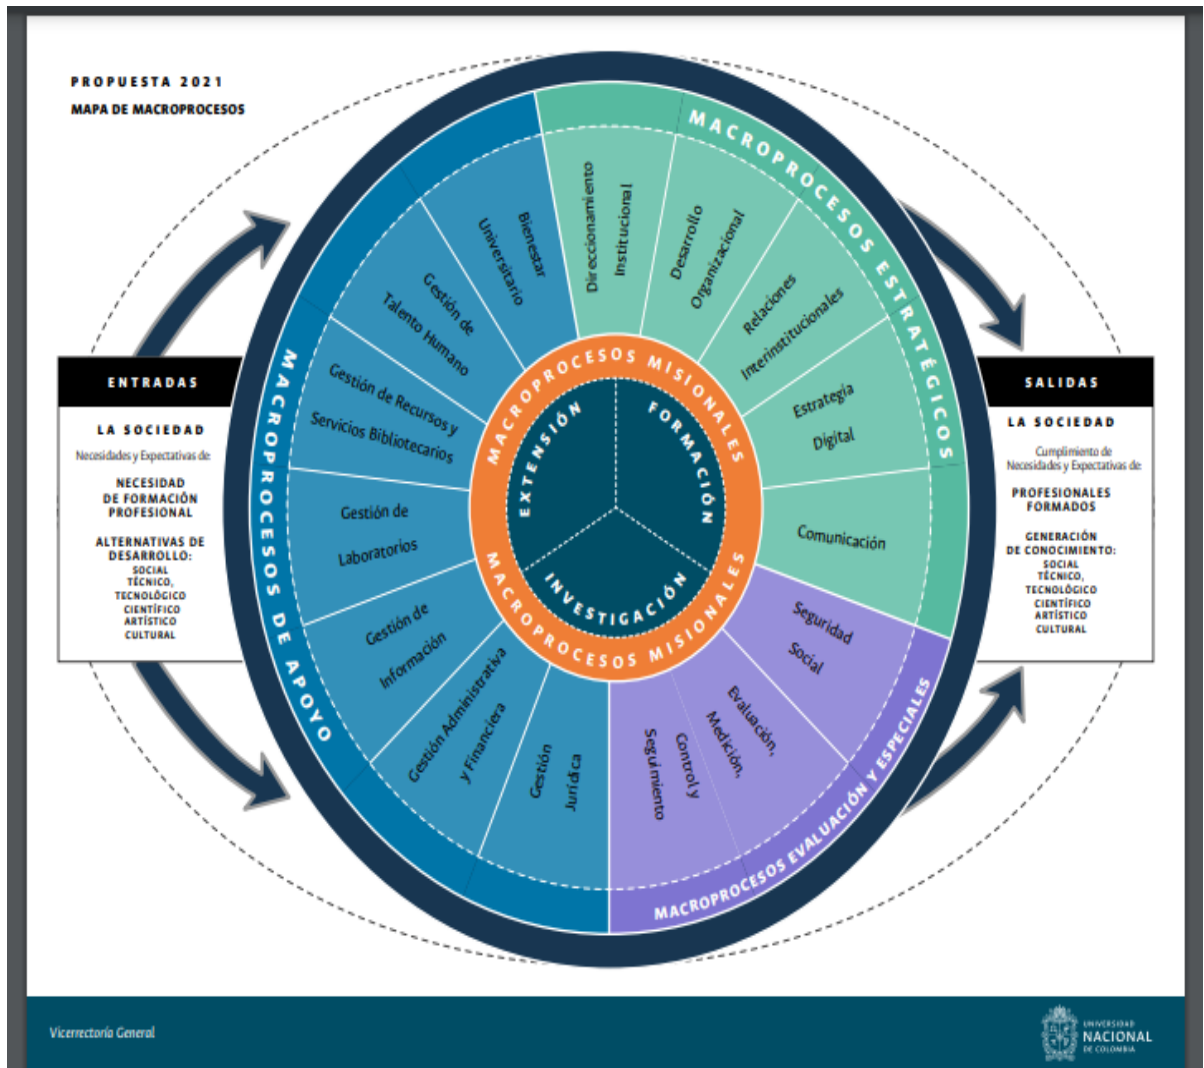 PROPUESTA 2021
MAPA DE MACROPROCESOS
ENTRADAS
LA SOCIEDAD
Necesidades y Expectativas de:
NECESIDAD
DE FORMACIÓN
PROFESIONAL
ALTERNATIVAS DE
DESARROLLO:
SOCIAL
TÉCNICO,
TECNOLÓGICO
CIENTÍFICO
ARTÍSTICO
CULTURAL
MACROPROCESOS DE APOYO
Bienestar
Universitario
Gestión de
Talento Humano
Gestión de Recursos y
Servicios Bibliotecarios
Gestión de
Laboratorios
Gestión de
Información
Gestión Administrativa
y Financiera
Gestión
Jurídica
MACROPROCESOS ESTRATÉGICOS
Direccionamiento
Institucional
Desarrollo
Organizacional
Relaciones
Interinstitucionales
Estrategia
Digital
Comunicación
MACROPROCESOS EVALUACIÓN Y ESPECIALES
Seguridad
Social
Evaluación,
Medición,
Control y
Seguimiento
MACROPROCESOS MISIONALES
EXTENSIÓN
FORMACIÓN
INVESTIGACIÓN
MACROPROCESOS MISIONALES
SALIDAS
LA SOCIEDAD
Cumplimiento de
Necesidades y Expectativas de:
PROFESIONALES
FORMADOS
GENERACIÓN
DE CONOCIMIENTO:
SOCIAL
TÉCNICO,
TECNOLÓGICO
CIENTÍFICO
ARTÍSTICO
CULTURAL
Vicerrectoría General
UNIVERSIDAD
NACIONAL
DE COLOMBIA